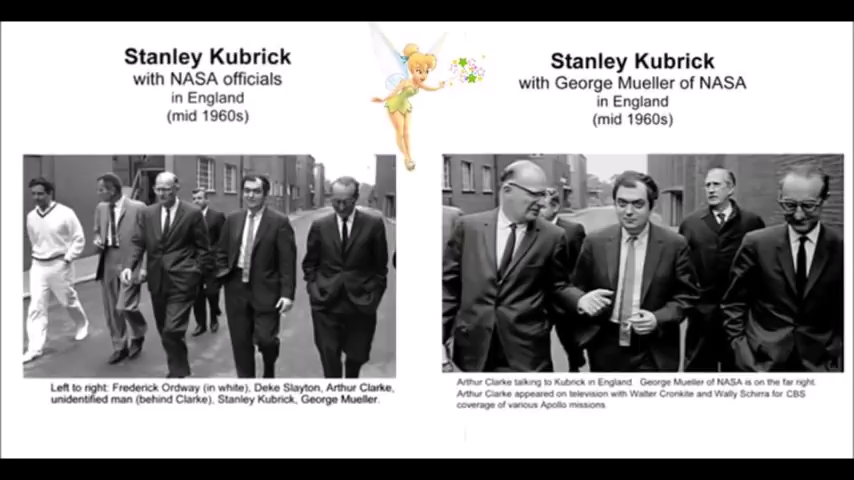 Stanley Kubrick
with NASA officials
in England
(mid 1960s)
Left to right: Frederick Ordway (in white), Deke Slayton, Arthur Clarke,
unidentified man (behind Clarke), Stanley Kubrick, George Mueller.
Stanley Kubrick
with George Mueller of NASA
in England
(mid 1960s)
Arthur Clarke talking to Kubrick in England. George Mueller of NASA is on the far right.
Arthur Clarke appeared on television with Walter Cronkite and Wally Schirra for CBS
coverage of various Apollo missions.